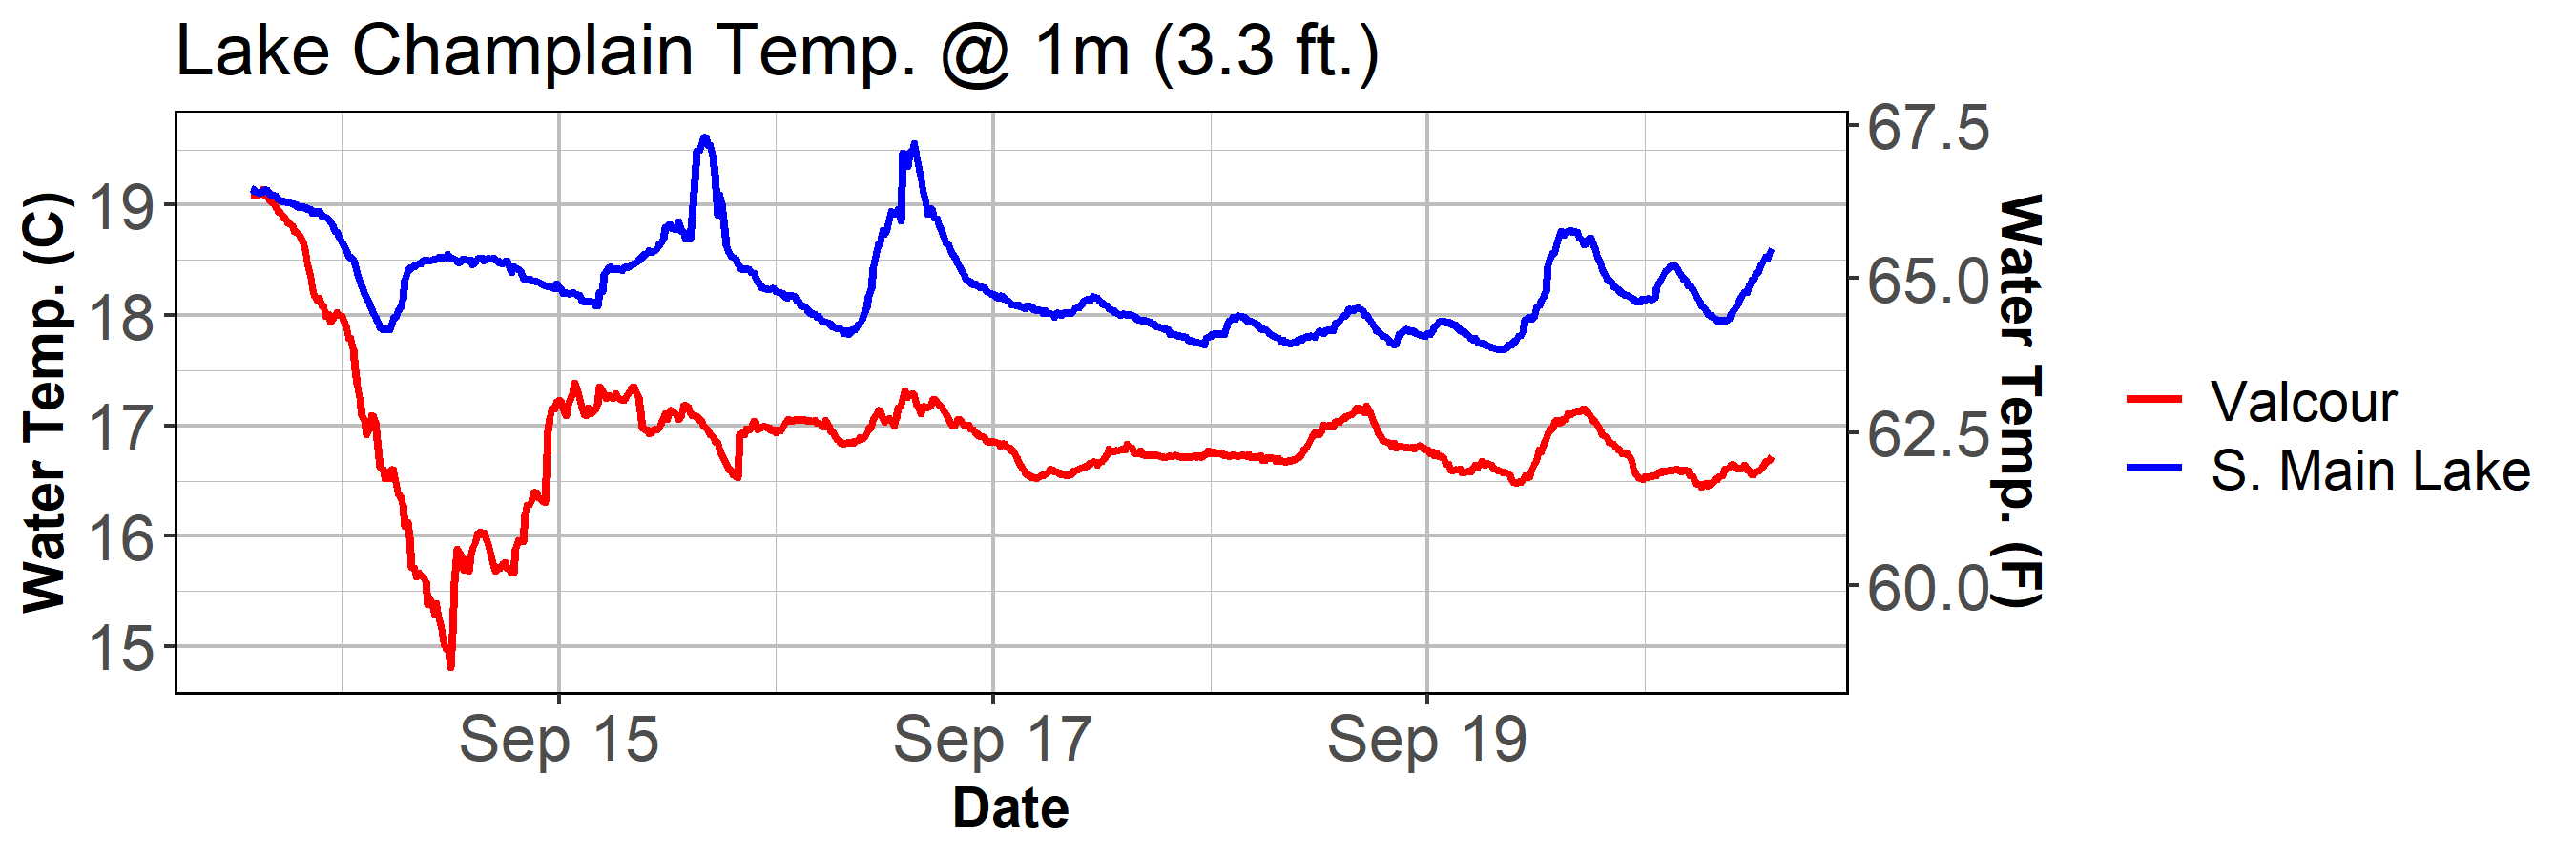 Lake Champlain Temp. @ 1m (3.3 ft.)
Water Temp. (C)
19
18
17
16
15
67.5
65.0
62.5
60.0
Water Temp. (F)
Sep 15
Sep 17
Sep 19
Date
Valcour
S. Main Lake